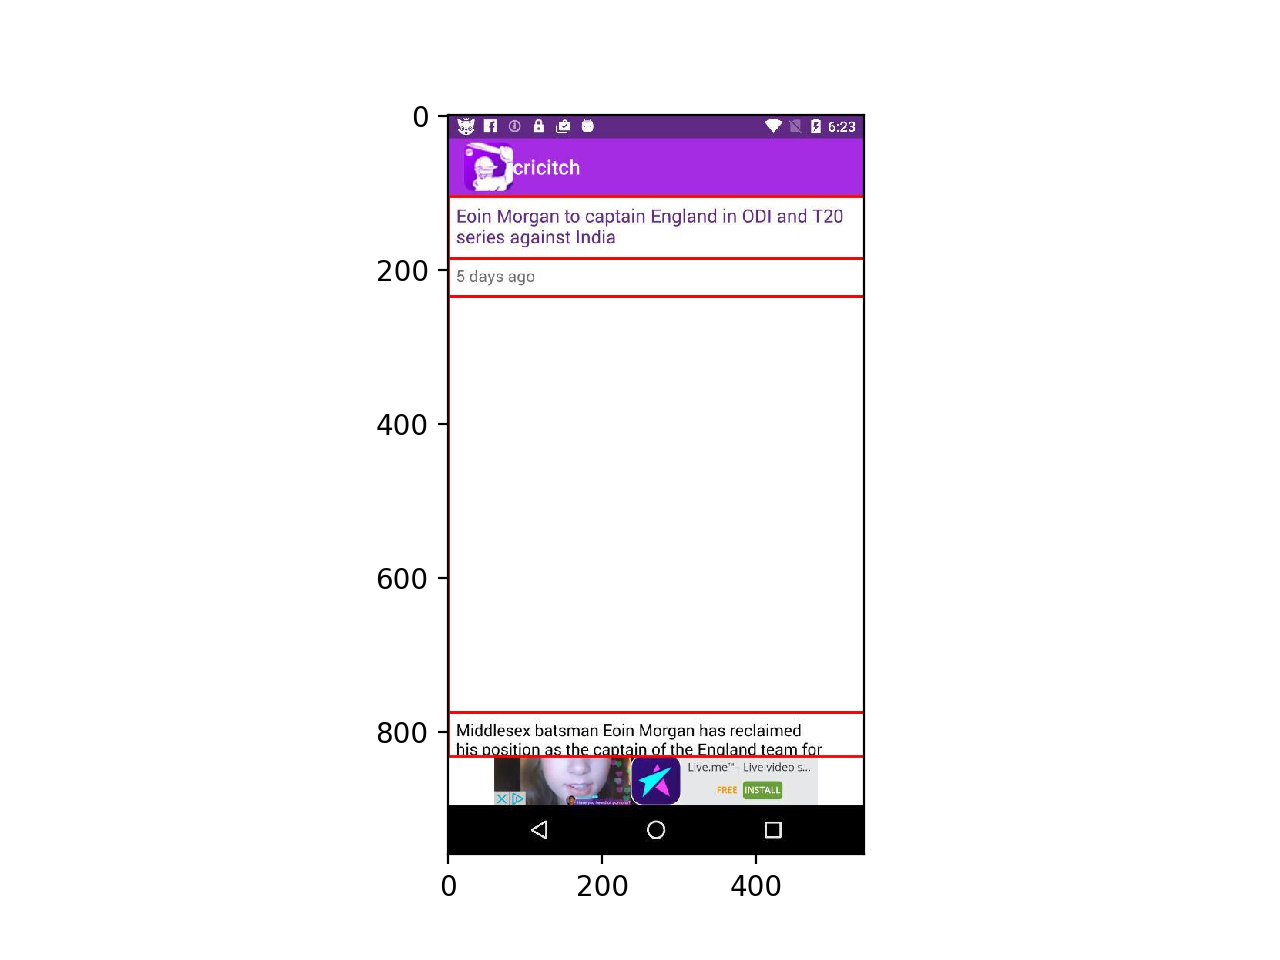 0
6:23
cricitch
Eoin Morgan to captain England in ODI and T20
series against India
200
5 days ago
400
600
800
Middlesex batsman Eoin Morgan has reclaimed
his position as the captain of the England team for
Live.me™ - Live video s...
FREE INSTALL
0 200 400